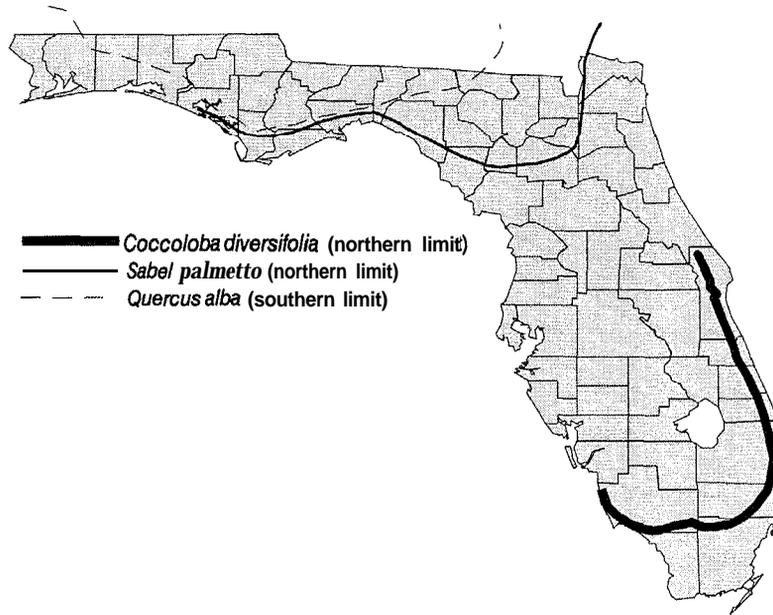 Coccoloba diversifolia (northern limit)
Sabel palmetto (northern limit)
Quercus alba (southern limit)